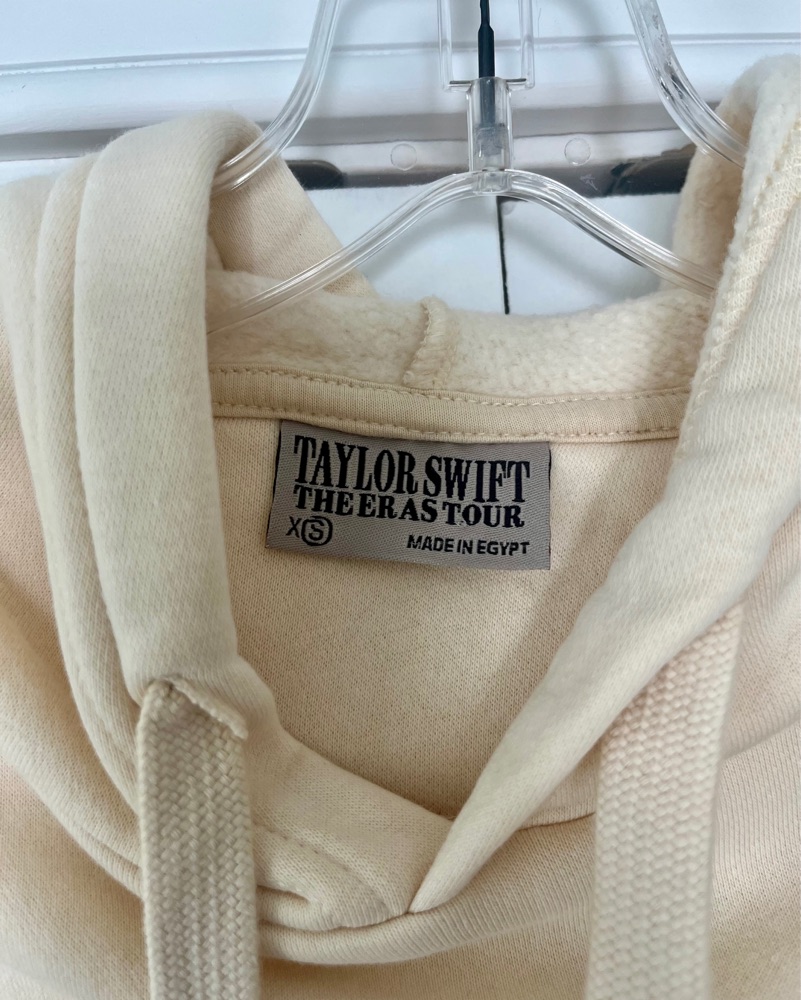 TAYLOR SWIFT
THE ERAS TOUR
XS
MADE IN EGYPT